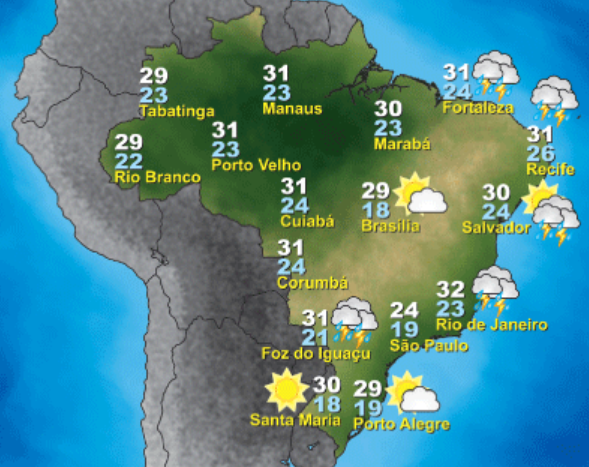 29
23
Tabatinga
31
23
Manaus
31
24
Fortaleza
30
23
Marabá
29
22
Rio Branco
31
23
Porto Velho
31
26
Recife
31
24
Cuiabá
29
18
Brasília
30
24
Salvador
31
24
Corumbá
32
23
Rio de Janeiro
31
21
Foz do Iguaçu
24
19
São Paulo
30
18
Santa Maria
29
19
Porto Alegre